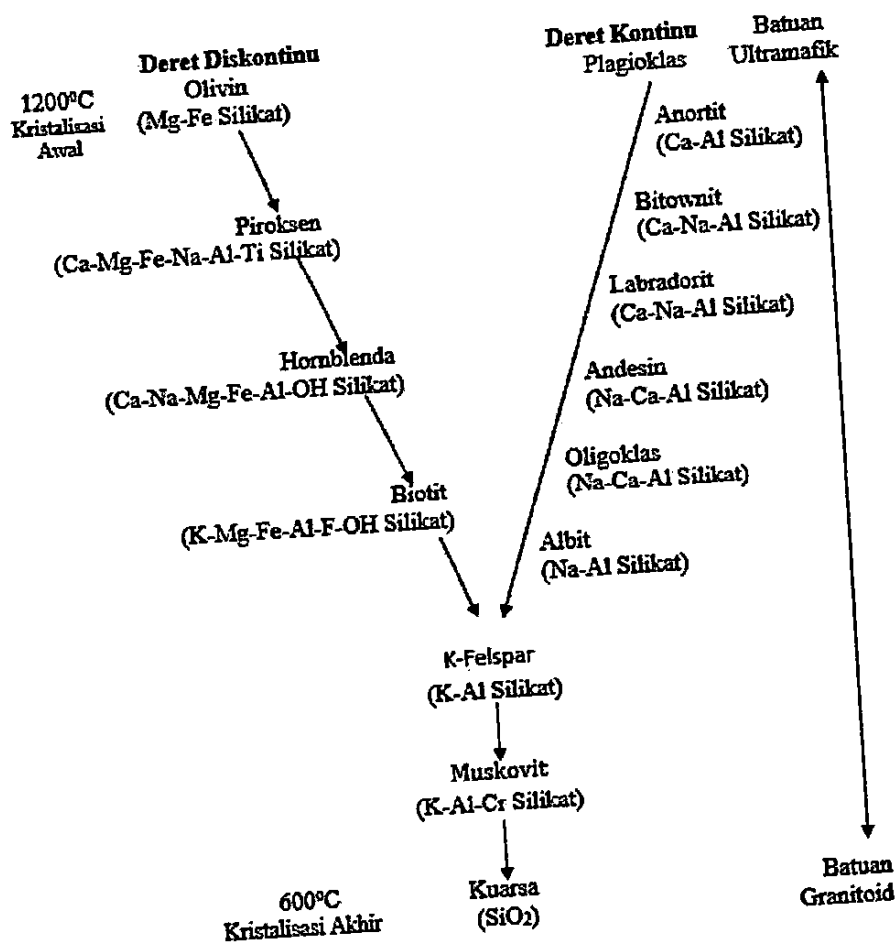 Deret Diskontinu
Olivin
(Mg-Fe Silikat)
1200⁰C
Kristalisasi
Awal
Piroksen
(Ca-Mg-Fe-Na-Al-Ti Silikat)
Hornblenda
(Ca-Na-Mg-Fe-Al-OH Silikat)
Biotit
(K-Mg-Fe-Al-F-OH Silikat)
Deret Kontinu
Plagioklas
Anortit
(Ca-Al Silikat)
Bitownit
(Ca-Na-Al Silikat)
Labradorit
(Ca-Na-Al Silikat)
Andesin
(Na-Ca-Al Silikat)
Oligoklas
(Na-Ca-Al Silikat)
Albit
(Na-Al Silikat)
Batuan
Ultramafik
K-Felspar
(K-Al Silikat)
Muskovit
(K-Al-Cr Silikat)
Kuarsa
(SiO₂)
600⁰C
Kristalisasi Akhir
Batuan
Granitoid